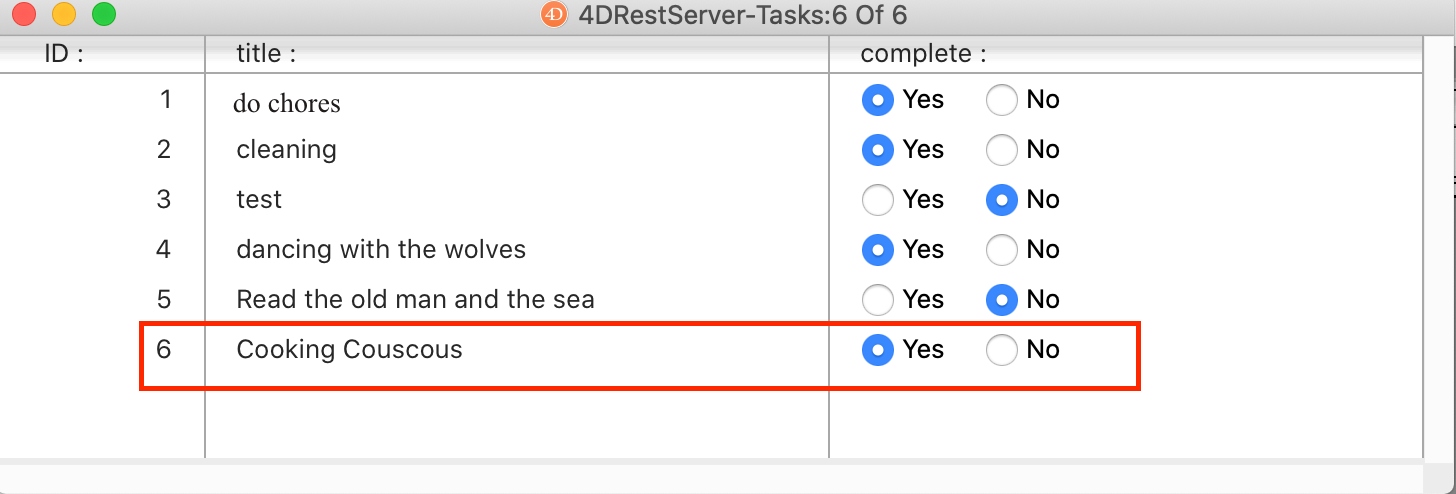 4D 4DRestServer-Tasks:6 Of 6
ID : title : complete :
1 do chores Yes No
2 cleaning Yes No
3 test Yes No
4 dancing with the wolves Yes No
5 Read the old man and the sea Yes No
6 Cooking Couscous Yes No